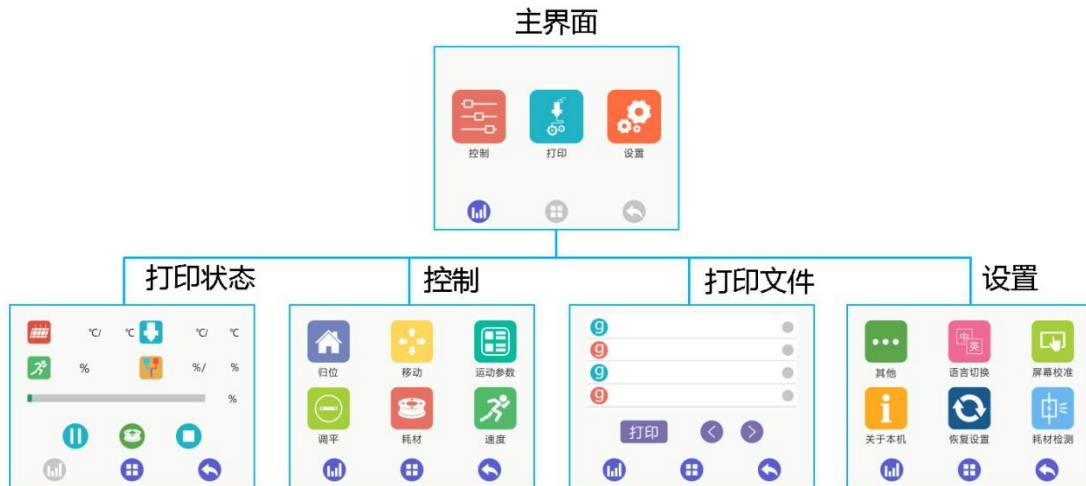 主界面
控制 打印 设置
打印状态 控制 打印文件 设置
℃/ ℃ ℃/ ℃
% %/ %
%
归位 移动 运动参数
调平 耗材 速度
g
g
g
g
打印
中 英
其他 语言切换 屏幕校准
关于本机 恢复设置 耗材检测